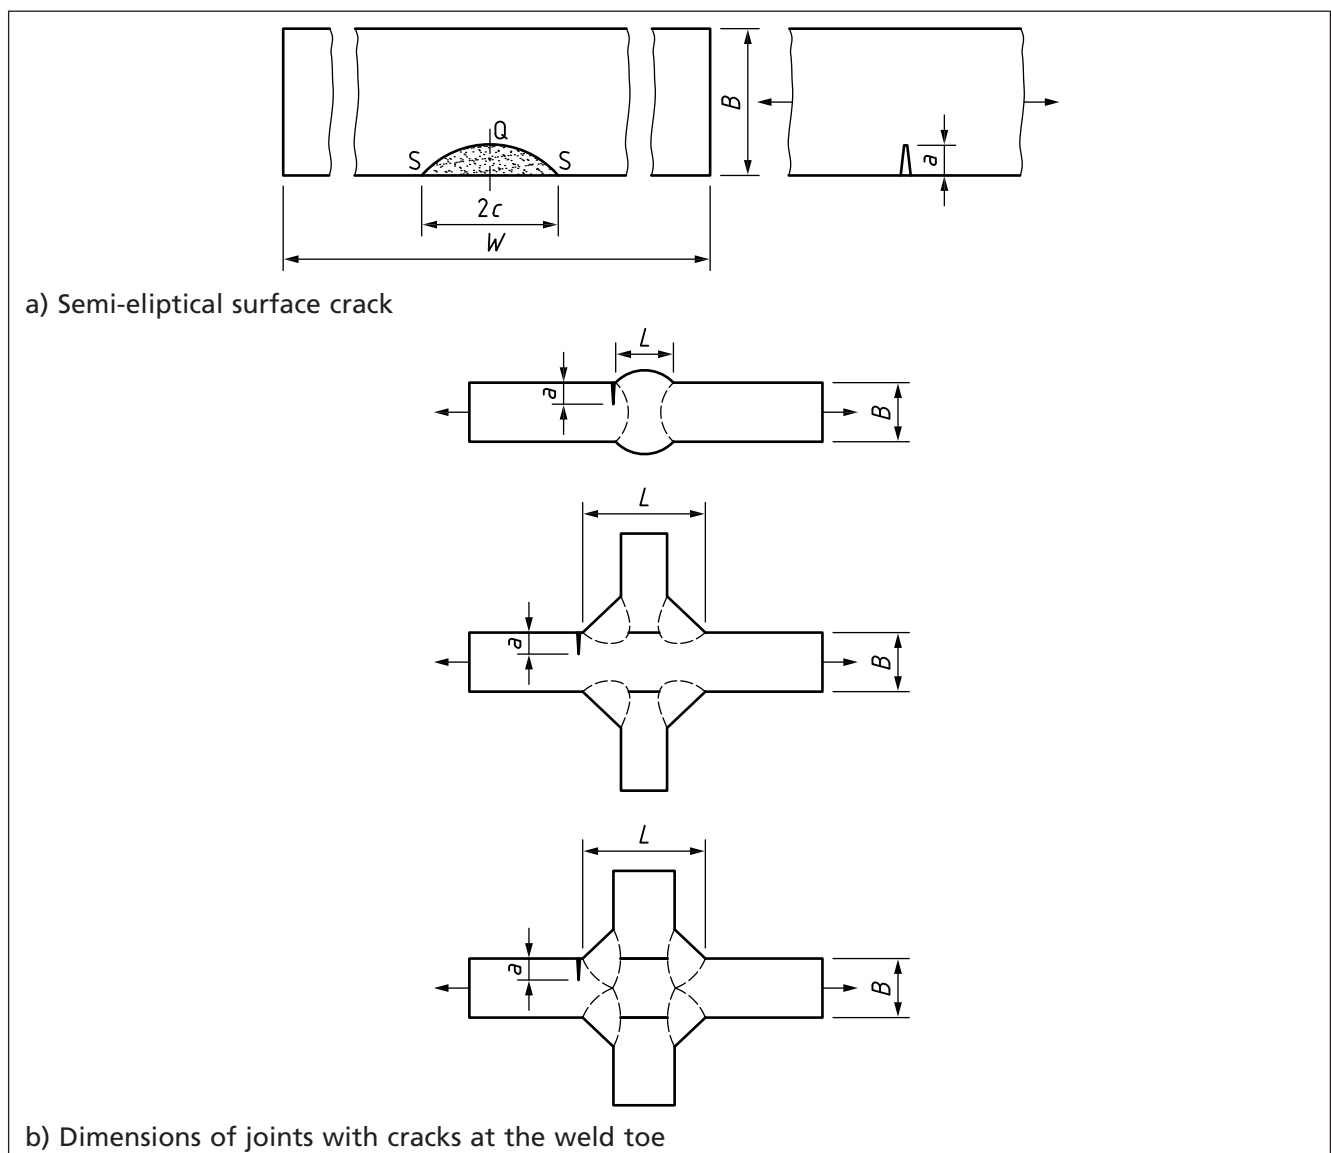 Q
S
S
B
a
2c
W
a) Semi-eliptical surface crack
L
a
B
L
a
B
L
a
B
b) Dimensions of joints with cracks at the weld toe